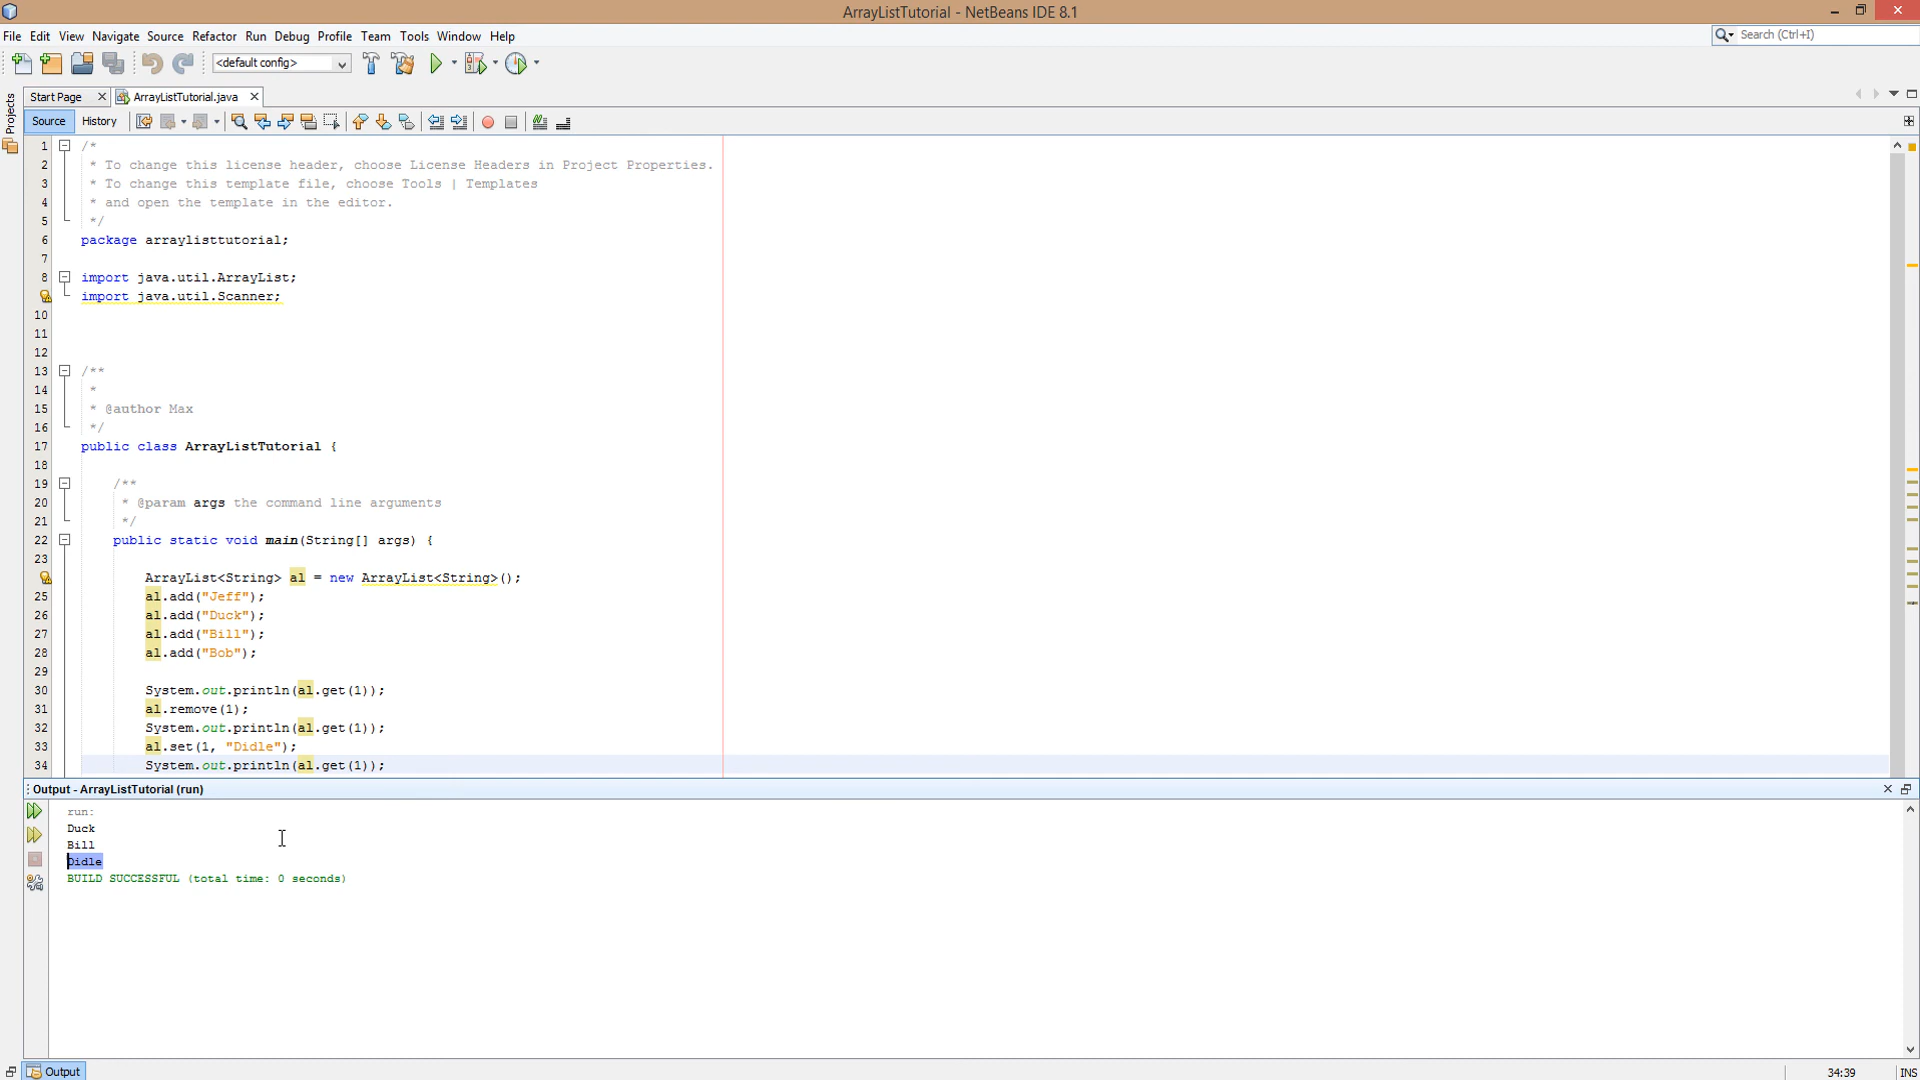 ArrayListTutorial - NetBeans IDE 8.1
File Edit View Navigate Source Refactor Run Debug Profile Team Tools Window Help
Search (Ctrl+I)
<default config>
Projects
Start Page
ArrayListTutorial.java
Source History
1 /*
2 * To change this license header, choose License Headers in Project Properties.
3 * To change this template file, choose Tools | Templates
4 * and open the template in the editor.
5 */
6 package arraylisttutorial;
7
8 import java.util.ArrayList;
import java.util.Scanner;
10
11
12
13 /**
14 *
15 * @author Max
16 */
17 public class ArrayListTutorial {
18
19 /**
20 * @param args the command line arguments
21 */
22 public static void main(String[] args) {
23
ArrayList<String> al = new ArrayList<String>();
25 al.add("Jeff");
26 al.add("Duck");
27 al.add("Bill");
28 al.add("Bob");
29
30 System.out.println(al.get(1));
31 al.remove(1);
32 System.out.println(al.get(1));
33 al.set(1, "Didle");
34 System.out.println(al.get(1));
Output - ArrayListTutorial (run)
run:
Duck
Bill
Didle
BUILD SUCCESSFUL (total time: 0 seconds)
Output
34:39 INS